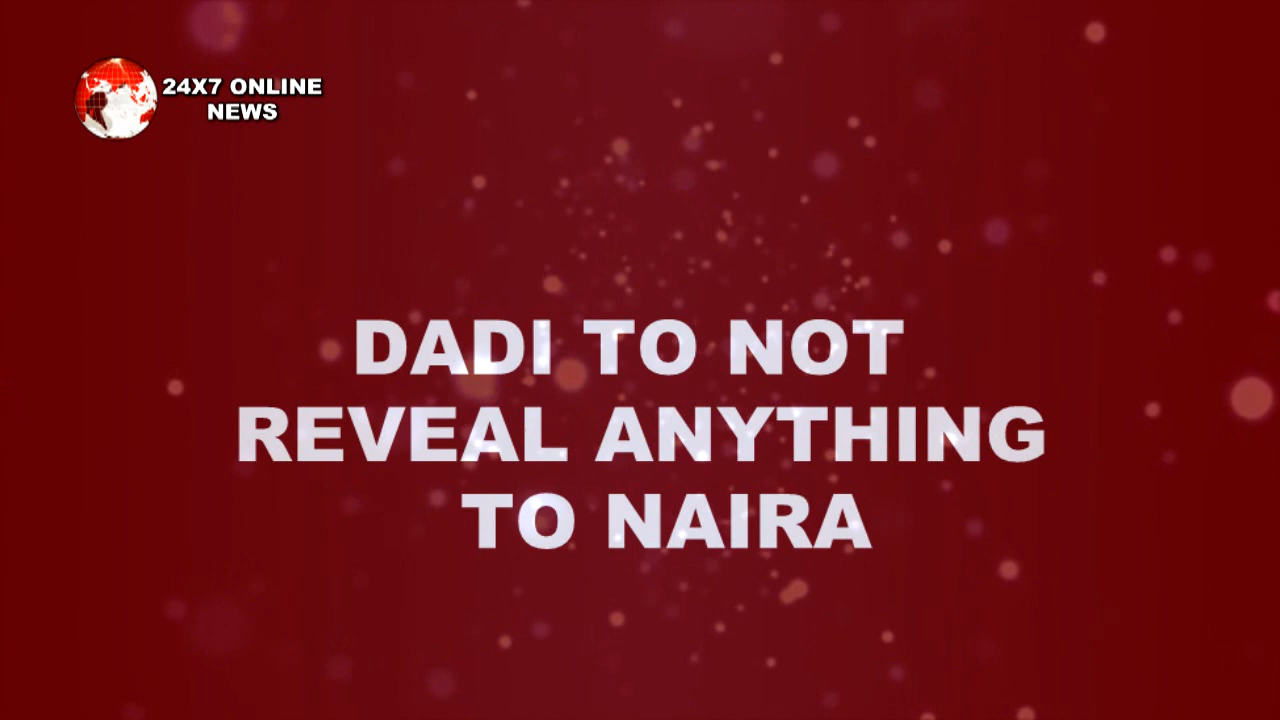 24X7 ONLINE
NEWS
DADI TO NOT
REVEAL ANYTHING
TO NAIRA